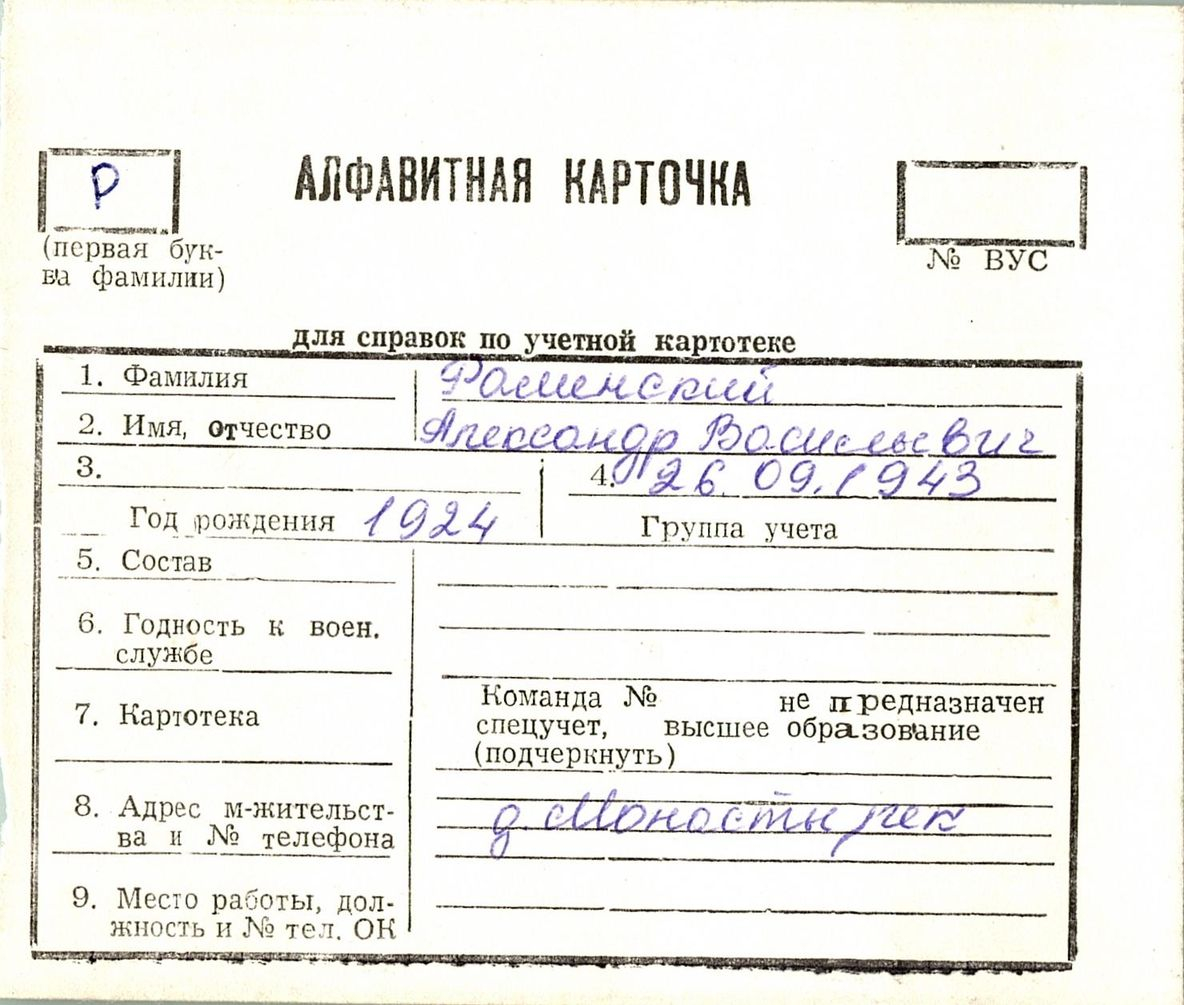 Р
АЛФАВИТНАЯ КАРТОЧКА
(первая бук-
ва фамилии)
№ ВУС
для справок по учетной картотеке
1. Фамилия Раменский
2. Имя, отчество Александр Васильевич
3.
4. 26.09.1943
Год рождения 1924
Группа учета
5. Состав
6. Годность к воен.
службе
7. Картотека
Команда № не предназначен
спецучет, высшее образование
(подчеркнуть)
8. Адрес м-жительст-
ва и № телефона
д. Монастырек
9. Место работы, дол-
жность и № тел. ОК